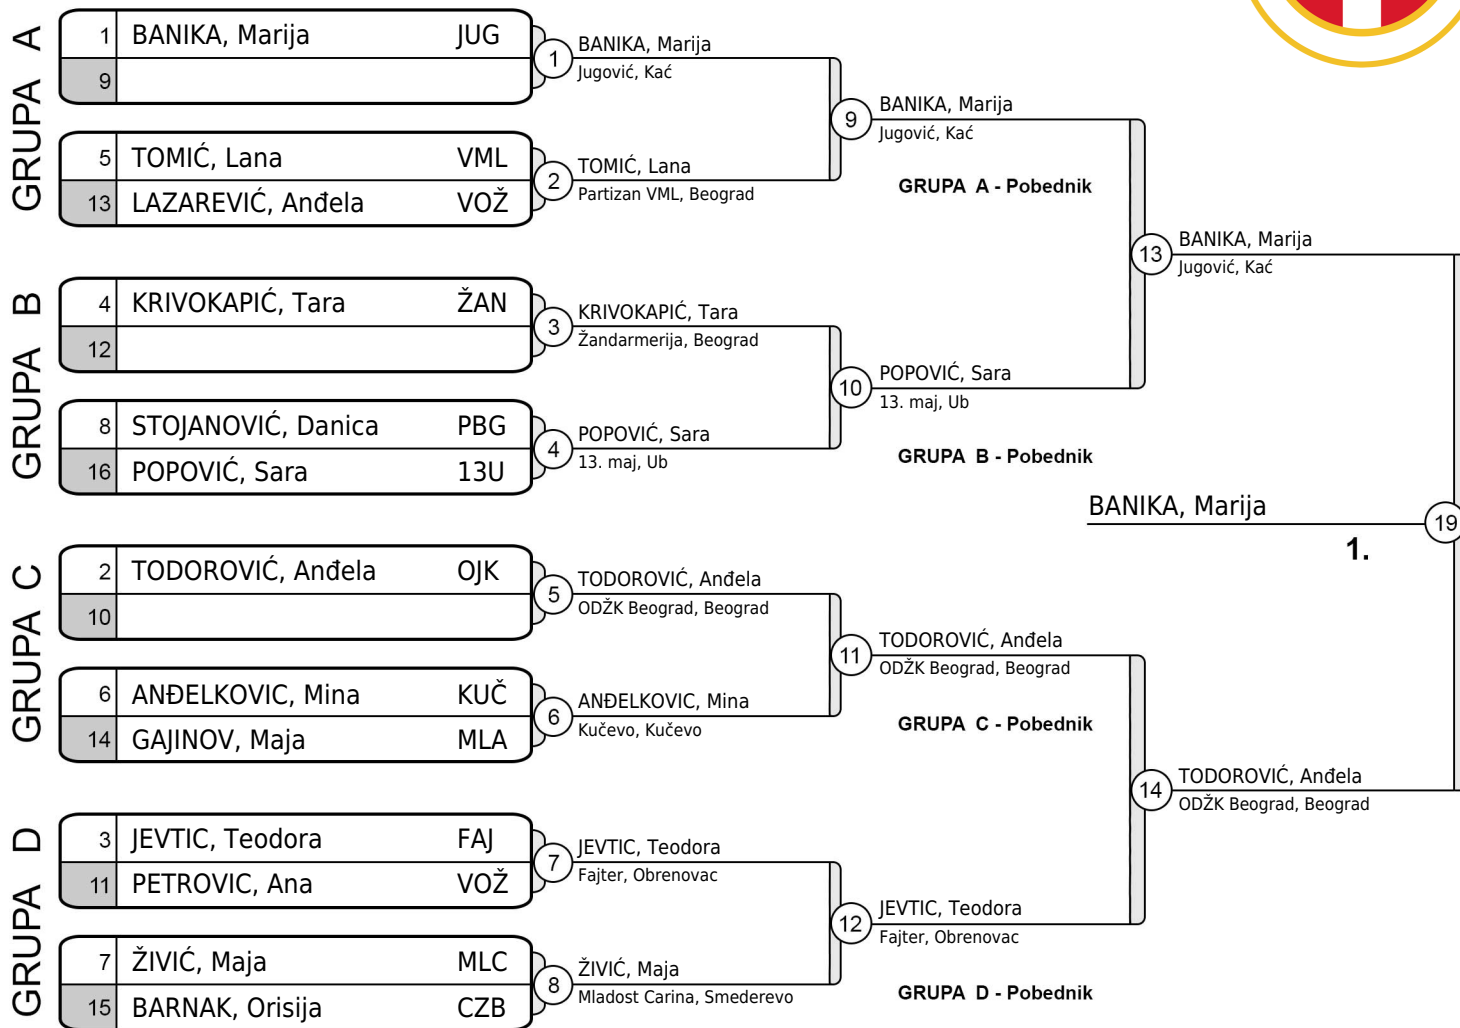 GRUPA A
1 BANIKA, Marija JUG
9
1
BANIKA, Marija
Jugović, Kać
5 TOMIĆ, Lana VML
13 LAZAREVIĆ, Anđela VOŽ
2
TOMIĆ, Lana
Partizan VML, Beograd
9
BANIKA, Marija
Jugović, Kać
GRUPA A - Pobednik
GRUPA B
4 KRIVOKAPIĆ, Tara ŽAN
12
3
KRIVOKAPIĆ, Tara
Žandarmerija, Beograd
8 STOJANOVIĆ, Danica PBG
16 POPOVIĆ, Sara 13U
4
POPOVIĆ, Sara
13. maj, Ub
10
POPOVIĆ, Sara
13. maj, Ub
GRUPA B - Pobednik
13
BANIKA, Marija
Jugović, Kać
BANIKA, Marija
19
1.
GRUPA C
2 TODOROVIĆ, Anđela OJK
10
5
TODOROVIĆ, Anđela
ODŽK Beograd, Beograd
6 ANĐELKOVIC, Mina KUČ
14 GAJINOV, Maja MLA
6
ANĐELKOVIC, Mina
Kučevo, Kučevo
11
TODOROVIĆ, Anđela
ODŽK Beograd, Beograd
GRUPA C - Pobednik
GRUPA D
3 JEVTIC, Teodora FAJ
11 PETROVIC, Ana VOŽ
7
JEVTIC, Teodora
Fajter, Obrenovac
7 ŽIVIĆ, Maja MLC
15 BARNAK, Orisija CZB
8
ŽIVIĆ, Maja
Mladost Carina, Smederevo
12
JEVTIC, Teodora
Fajter, Obrenovac
GRUPA D - Pobednik
14
TODOROVIĆ, Anđela
ODŽK Beograd, Beograd